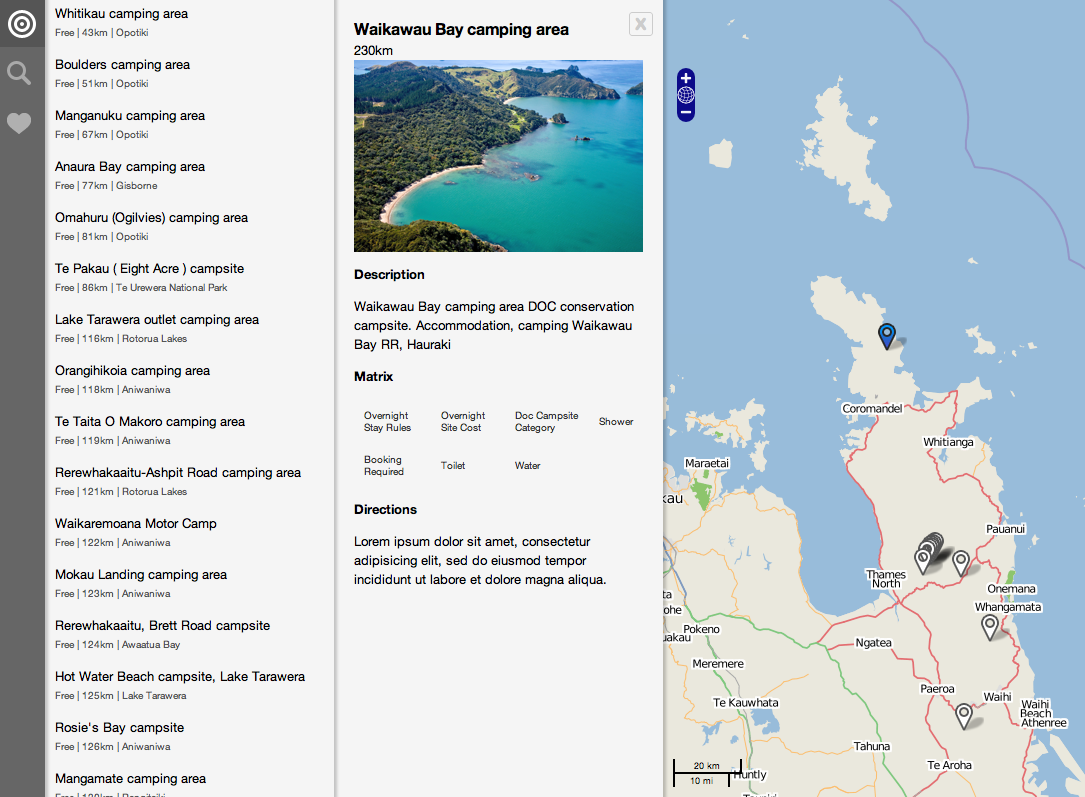 Whitikau camping area
Free | 43km | Opotiki
Boulders camping area
Free | 51km | Opotiki
Manganuku camping area
Free | 67km | Opotiki
Anaura Bay camping area
Free | 77km | Gisborne
Omahuru (Ogilvies) camping area
Free | 81km | Opotiki
Te Pakau ( Eight Acre ) campsite
Free | 86km | Te Urewera National Park
Lake Tarawera outlet camping area
Free | 116km | Rotorua Lakes
Orangihikoia camping area
Free | 118km | Aniwaniwa
Te Taita O Makoro camping area
Free | 119km | Aniwaniwa
Rerewhakaaitu-Ashpit Road camping area
Free | 121km | Rotorua Lakes
Waikaremoana Motor Camp
Free | 122km | Aniwaniwa
Mokau Landing camping area
Free | 123km | Aniwaniwa
Rerewhakaaitu, Brett Road campsite
Free | 124km | Awaatua Bay
Hot Water Beach campsite, Lake Tarawera
Free | 125km | Lake Tarawera
Rosie's Bay campsite
Free | 126km | Aniwaniwa
Mangamate camping area
Waikawau Bay camping area
X
230km
Description
Waikawau Bay camping area DOC conservation
campsite. Accommodation, camping Waikawau
Bay RR, Hauraki
Matrix
Overnight
Stay Rules
Overnight
Site Cost
Doc Campsite
Category
Shower
Booking
Required
Toilet
Water
Directions
Lorem ipsum dolor sit amet, consectetur
adipisicing elit, sed do eiusmod tempor
incididunt ut labore et dolore magna aliqua.
+
−
Coromandel
Whitianga
Maraetai
kau
Pauanui
Thames
North
Onemana
Whangamata
ta
ohe
uakau
Pokeno
Ngatea
Meremere
Paeroa
Waihi
Te Kauwhata
Waihi
Beach
Athenree
Tahuna
Te Aroha
20 km
10 mi
Huntly